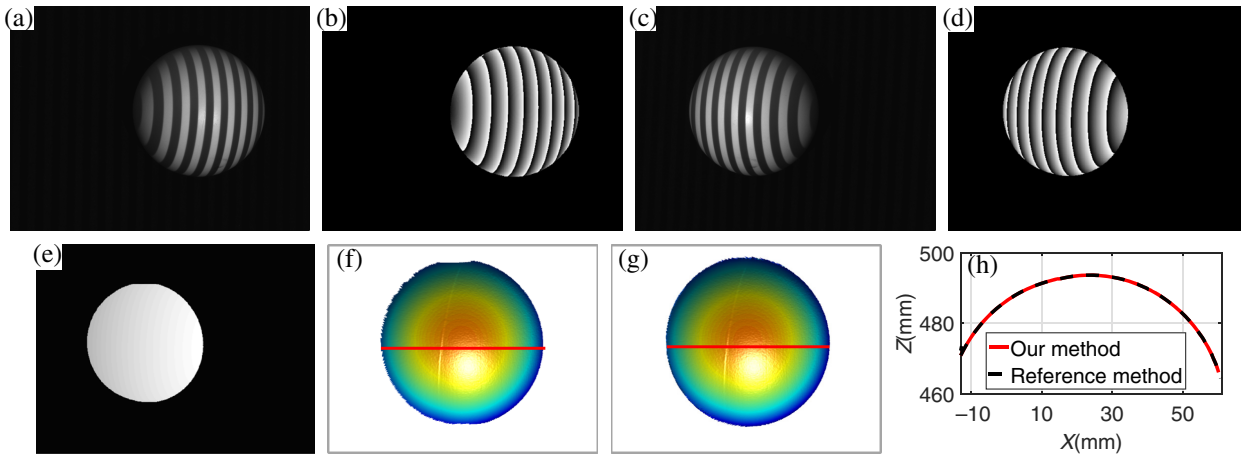 (a)
(b)
(c)
(d)
(e)
(f)
(g)
(h)
500
480
460
Z(mm)
Our method
Reference method
−10
10
30
50
X(mm)